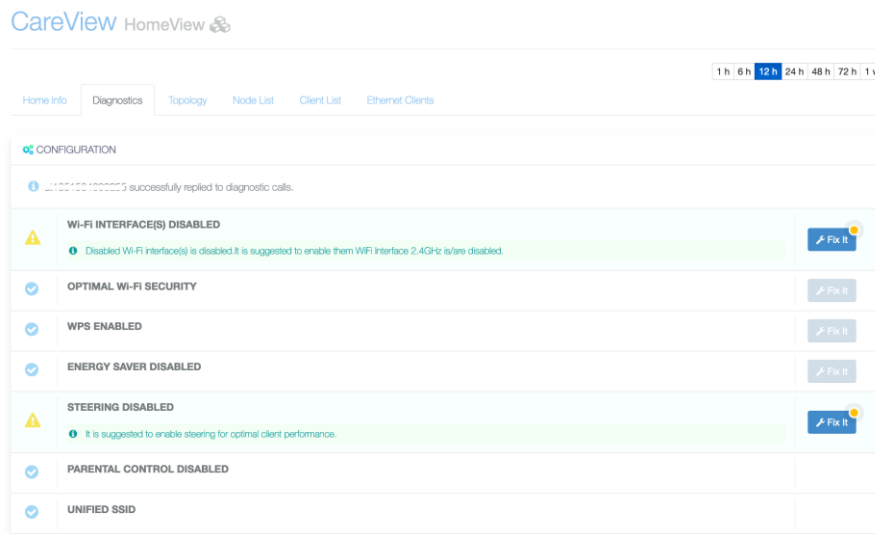 CareView HomeView
1 h 6 h 12 h 24 h 48 h 72 h 1 w
Home Info Diagnostics Topology Node List Client List Ethernet Clients
CONFIGURATION
successfully replied to diagnostic calls.
Wi-Fi INTERFACE(S) DISABLED
Disabled Wi-Fi interface(s) is disabled.It is suggested to enable them WiFi Interface 2.4GHz is/are disabled.
Fix It
OPTIMAL Wi-Fi SECURITY
Fix It
WPS ENABLED
Fix It
ENERGY SAVER DISABLED
Fix It
STEERING DISABLED
It is suggested to enable steering for optimal client performance.
Fix It
PARENTAL CONTROL DISABLED
UNIFIED SSID